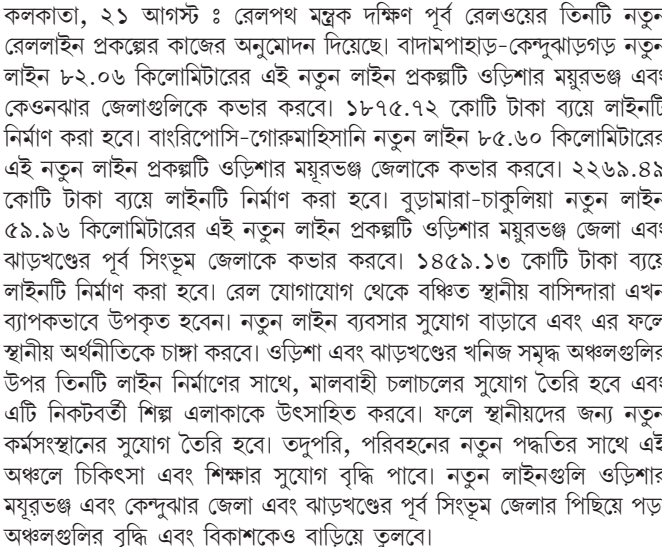 কলকাতা, ২১ আগস্ট ঃ রেলপথ মন্ত্রক দক্ষিণ পূর্ব রেলওয়ের তিনটি নতুন
রেললাইন প্রকল্পের কাজের অনুমোদন দিয়েছে। বাদামপাহাড়-কেন্দুঝাড়গড় নতুন
লাইন ৮২.০৬ কিলোমিটারের এই নতুন লাইন প্রকল্পটি ওড়িশার ময়ুরভঞ্জ এবং
কেওনঝার জেলাগুলিকে কভার করবে। ১৮৭৫.৭২ কোটি টাকা ব্যয়ে লাইনটি
নির্মাণ করা হবে। বাংরিপোসি-গোরুমাহিসানি নতুন লাইন ৮৫.৬০ কিলোমিটারের
এই নতুন লাইন প্রকল্পটি ওড়িশার ময়ূরভঞ্জ জেলাকে কভার করবে। ২২৬৯.৪৯
কোটি টাকা ব্যয়ে লাইনটি নির্মাণ করা হবে। বুড়ামারা-চাকুলিয়া নতুন লাইন
৫৯.৯৬ কিলোমিটারের এই নতুন লাইন প্রকল্পটি ওড়িশার ময়ুরভঞ্জ জেলা এবং
ঝাড়খণ্ডের পূর্ব সিংভূম জেলাকে কভার করবে। ১৪৫৯.১৩ কোটি টাকা ব্যয়ে
লাইনটি নির্মাণ করা হবে। রেল যোগাযোগ থেকে বঞ্চিত স্থানীয় বাসিন্দারা এখন
ব্যাপকভাবে উপকৃত হবেন। নতুন লাইন ব্যবসার সুযোগ বাড়াবে এবং এর ফলে
স্থানীয় অর্থনীতিকে চাঙ্গা করবে। ওড়িশা এবং ঝাড়খণ্ডের খনিজ সমৃদ্ধ অঞ্চলগুলির
উপর তিনটি লাইন নির্মাণের সাথে, মালবাহী চলাচলের সুযোগ তৈরি হবে এবং
এটি নিকটবর্তী শিল্প এলাকাকে উৎসাহিত করবে। ফলে স্থানীয়দের জন্য নতুন
কর্মসংস্থানের সুযোগ তৈরি হবে। তদুপরি, পরিবহনের নতুন পদ্ধতির সাথে এই
অঞ্চলে চিকিৎসা এবং শিক্ষার সুযোগ বৃদ্ধি পাবে। নতুন লাইনগুলি ওড়িশার
ময়ূরভঞ্জ এবং কেন্দুঝার জেলা এবং ঝাড়খণ্ডের পূর্ব সিংভূম জেলার পিছিয়ে পড়া
অঞ্চলগুলির বৃদ্ধি এবং বিকাশকেও বাড়িয়ে তুলবে।